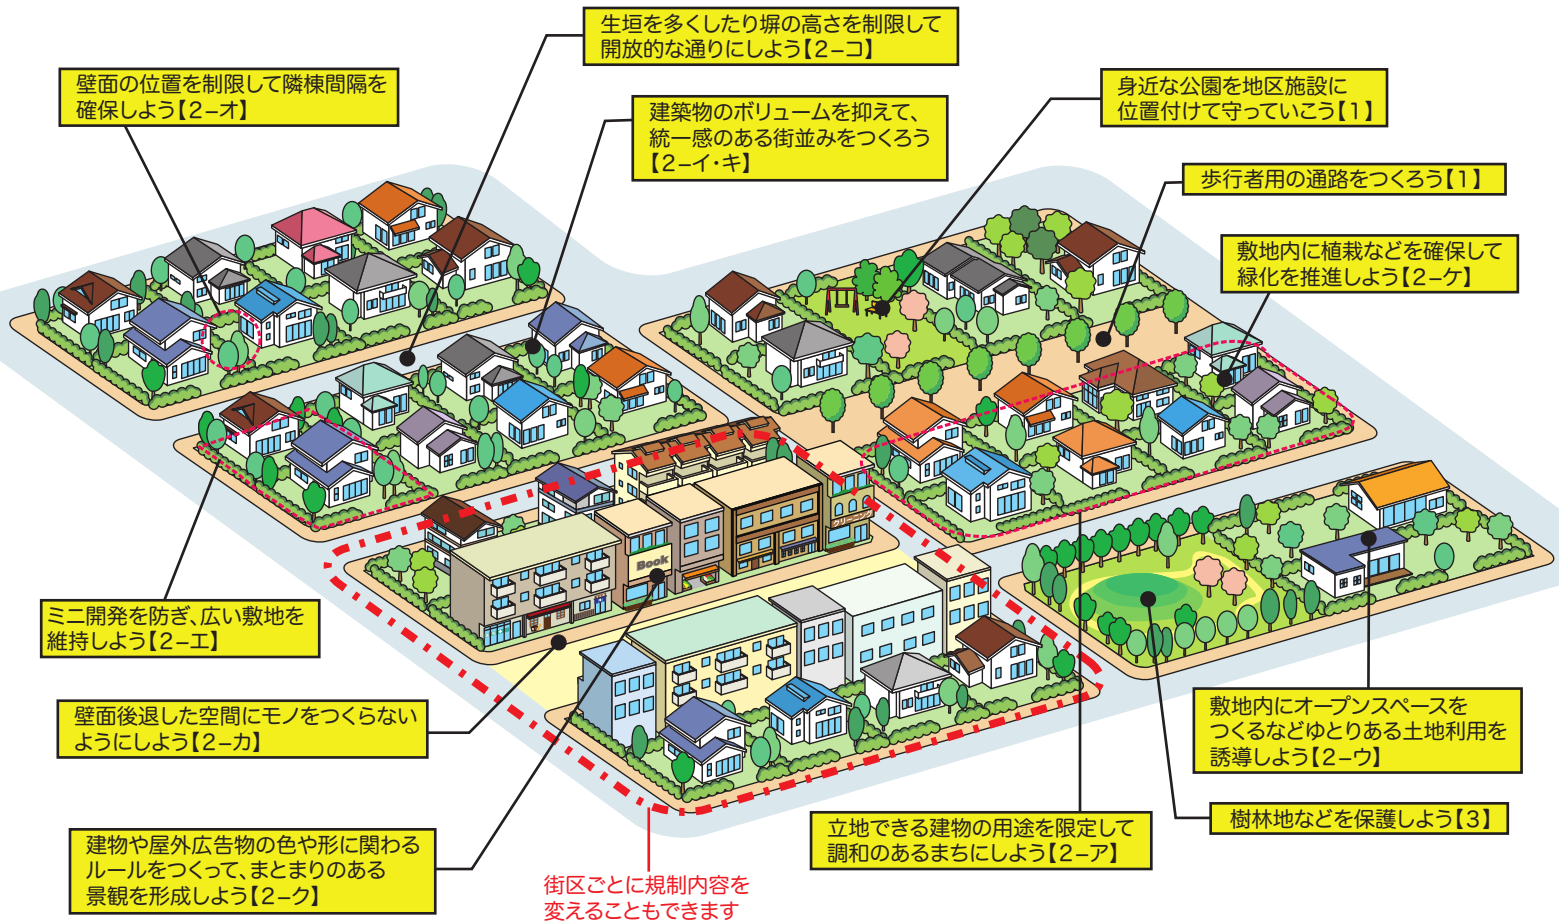 生垣を多くしたり塀の高さを制限して
開放的な通りにしよう【2−コ】
壁面の位置を制限して隣棟間隔を
確保しよう【2−オ】
建築物のボリュームを抑えて、
統一感のある街並みをつくろう
【2−イ・キ】
身近な公園を地区施設に
位置付けて守っていこう【1】
歩行者用の通路をつくろう【1】
敷地内に植栽などを確保して
緑化を推進しよう【2−ケ】
クリーニング
Book
ミニ開発を防ぎ、広い敷地を
維持しよう【2−エ】
壁面後退した空間にモノをつくらない
ようにしよう【2−カ】
敷地内にオープンスペースを
つくるなどゆとりある土地利用を
誘導しよう【2−ウ】
樹林地などを保護しよう【3】
立地できる建物の用途を限定して
調和のあるまちにしよう【2−ア】
建物や屋外広告物の色や形に関わる
ルールをつくって、まとまりのある
景観を形成しよう【2−ク】
街区ごとに規制内容を
変えることもできます